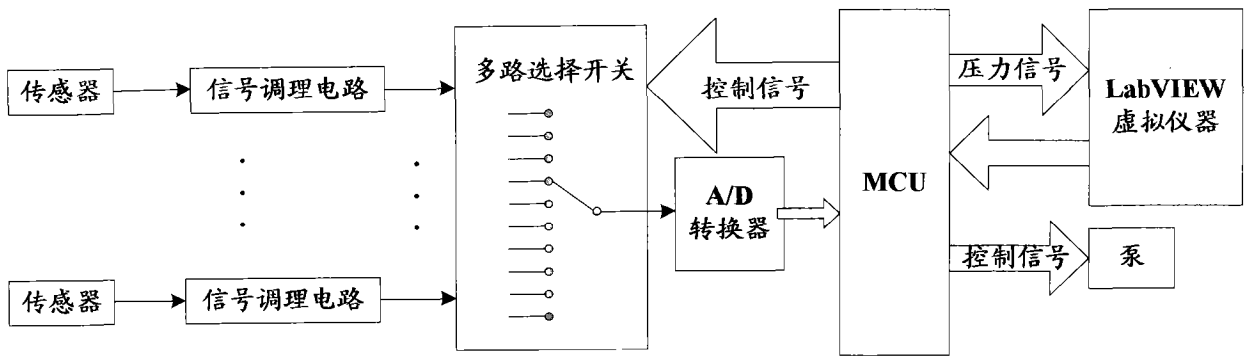 传感器
信号调理电路
多路选择开关
控制信号
压力信号
LabVIEW
虚拟仪器
MCU
A/D
转换器
控制信号
泵
传感器
信号调理电路